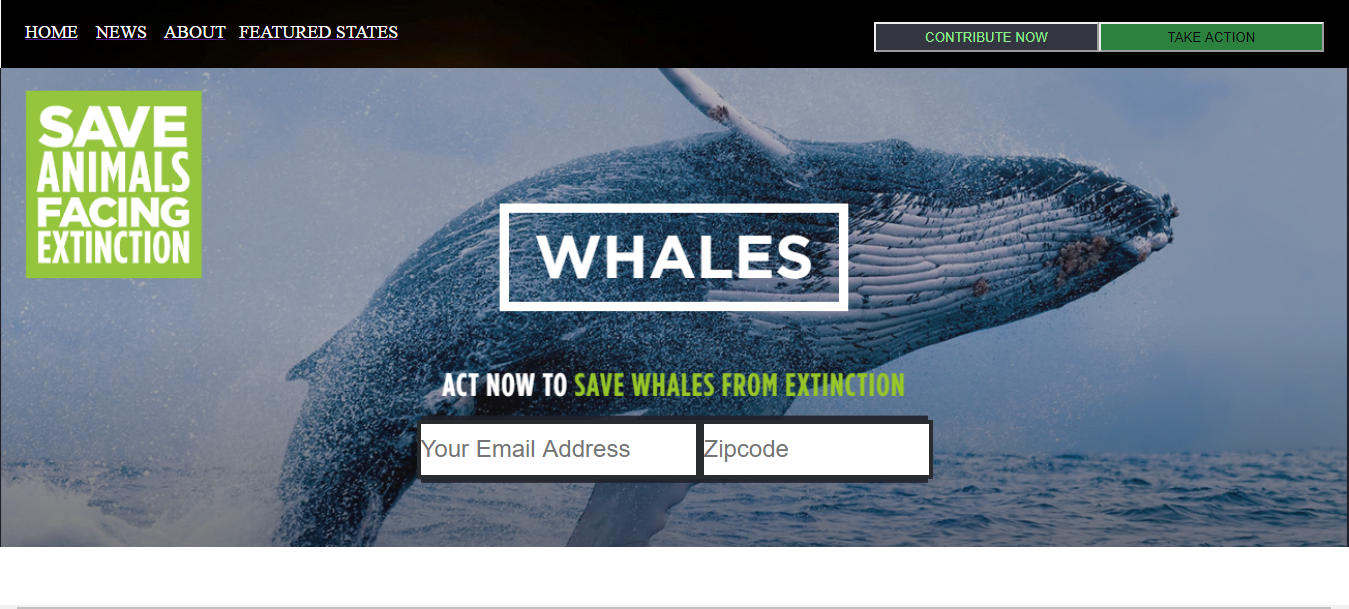 HOME NEWS ABOUT FEATURED STATES CONTRIBUTE NOW TAKE ACTION
SAVE
ANIMALS
FACING
EXTINCTION
WHALES
ACT NOW TO SAVE WHALES FROM EXTINCTION
Your Email Address Zipcode